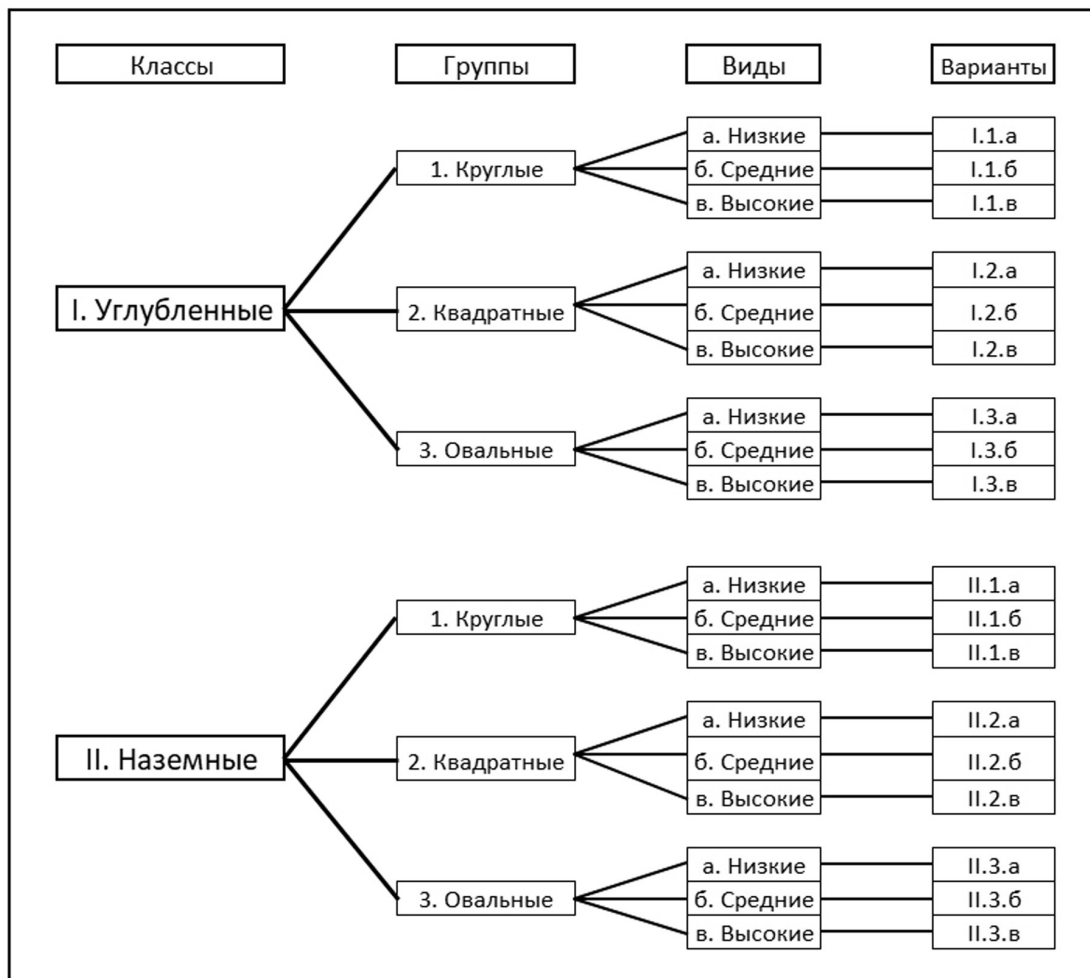 Классы Группы Виды Варианты
а. Низкие I.1.а
1. Круглые б. Средние I.1.б
в. Высокие I.1.в
а. Низкие I.2.а
I. Углубленные 2. Квадратные б. Средние I.2.б
в. Высокие I.2.в
а. Низкие I.3.а
3. Овальные б. Средние I.3.б
в. Высокие I.3.в
а. Низкие II.1.а
1. Круглые б. Средние II.1.б
в. Высокие II.1.в
а. Низкие II.2.а
II. Наземные 2. Квадратные б. Средние II.2.б
в. Высокие II.2.в
а. Низкие II.3.а
3. Овальные б. Средние II.3.б
в. Высокие II.3.в